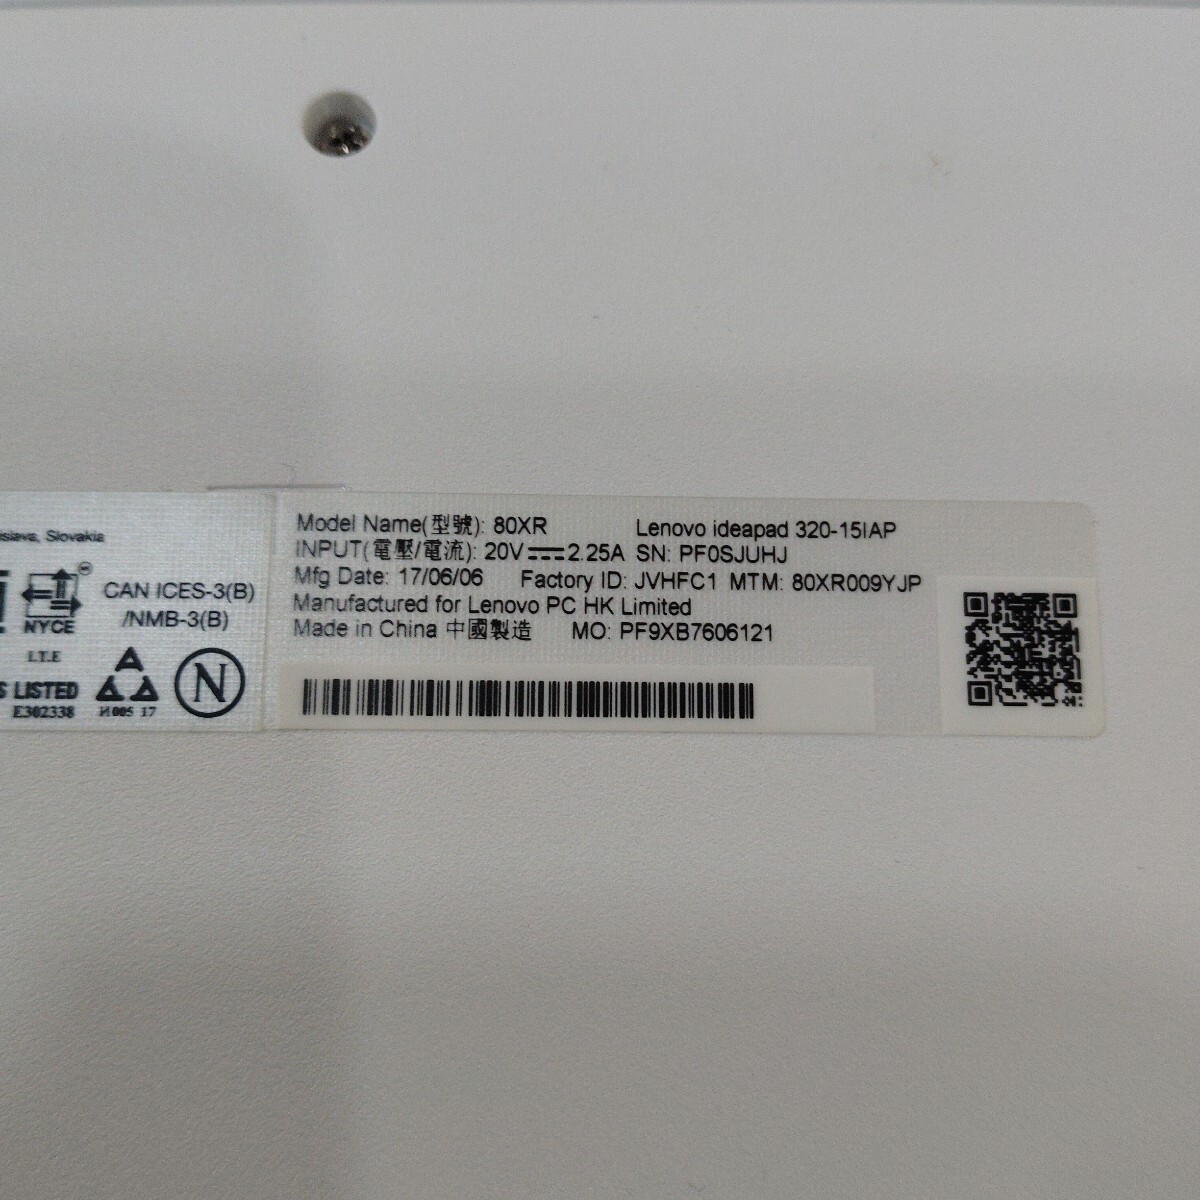 Slovakia
NYCE
CAN ICES-3(B)
/NMB-3(B)
I.T.E
LISTED
E302338
005 17
N
Model Name(型號): 80XR Lenovo ideapad 320-15IAP
INPUT(電壓/電流): 20V⎓2.25A SN: PF0SJUHJ
Mfg Date: 17/06/06 Factory ID: JVHFC1 MTM: 80XR009YJP
Manufactured for Lenovo PC HK Limited
Made in China 中國製造 MO: PF9XB7606121